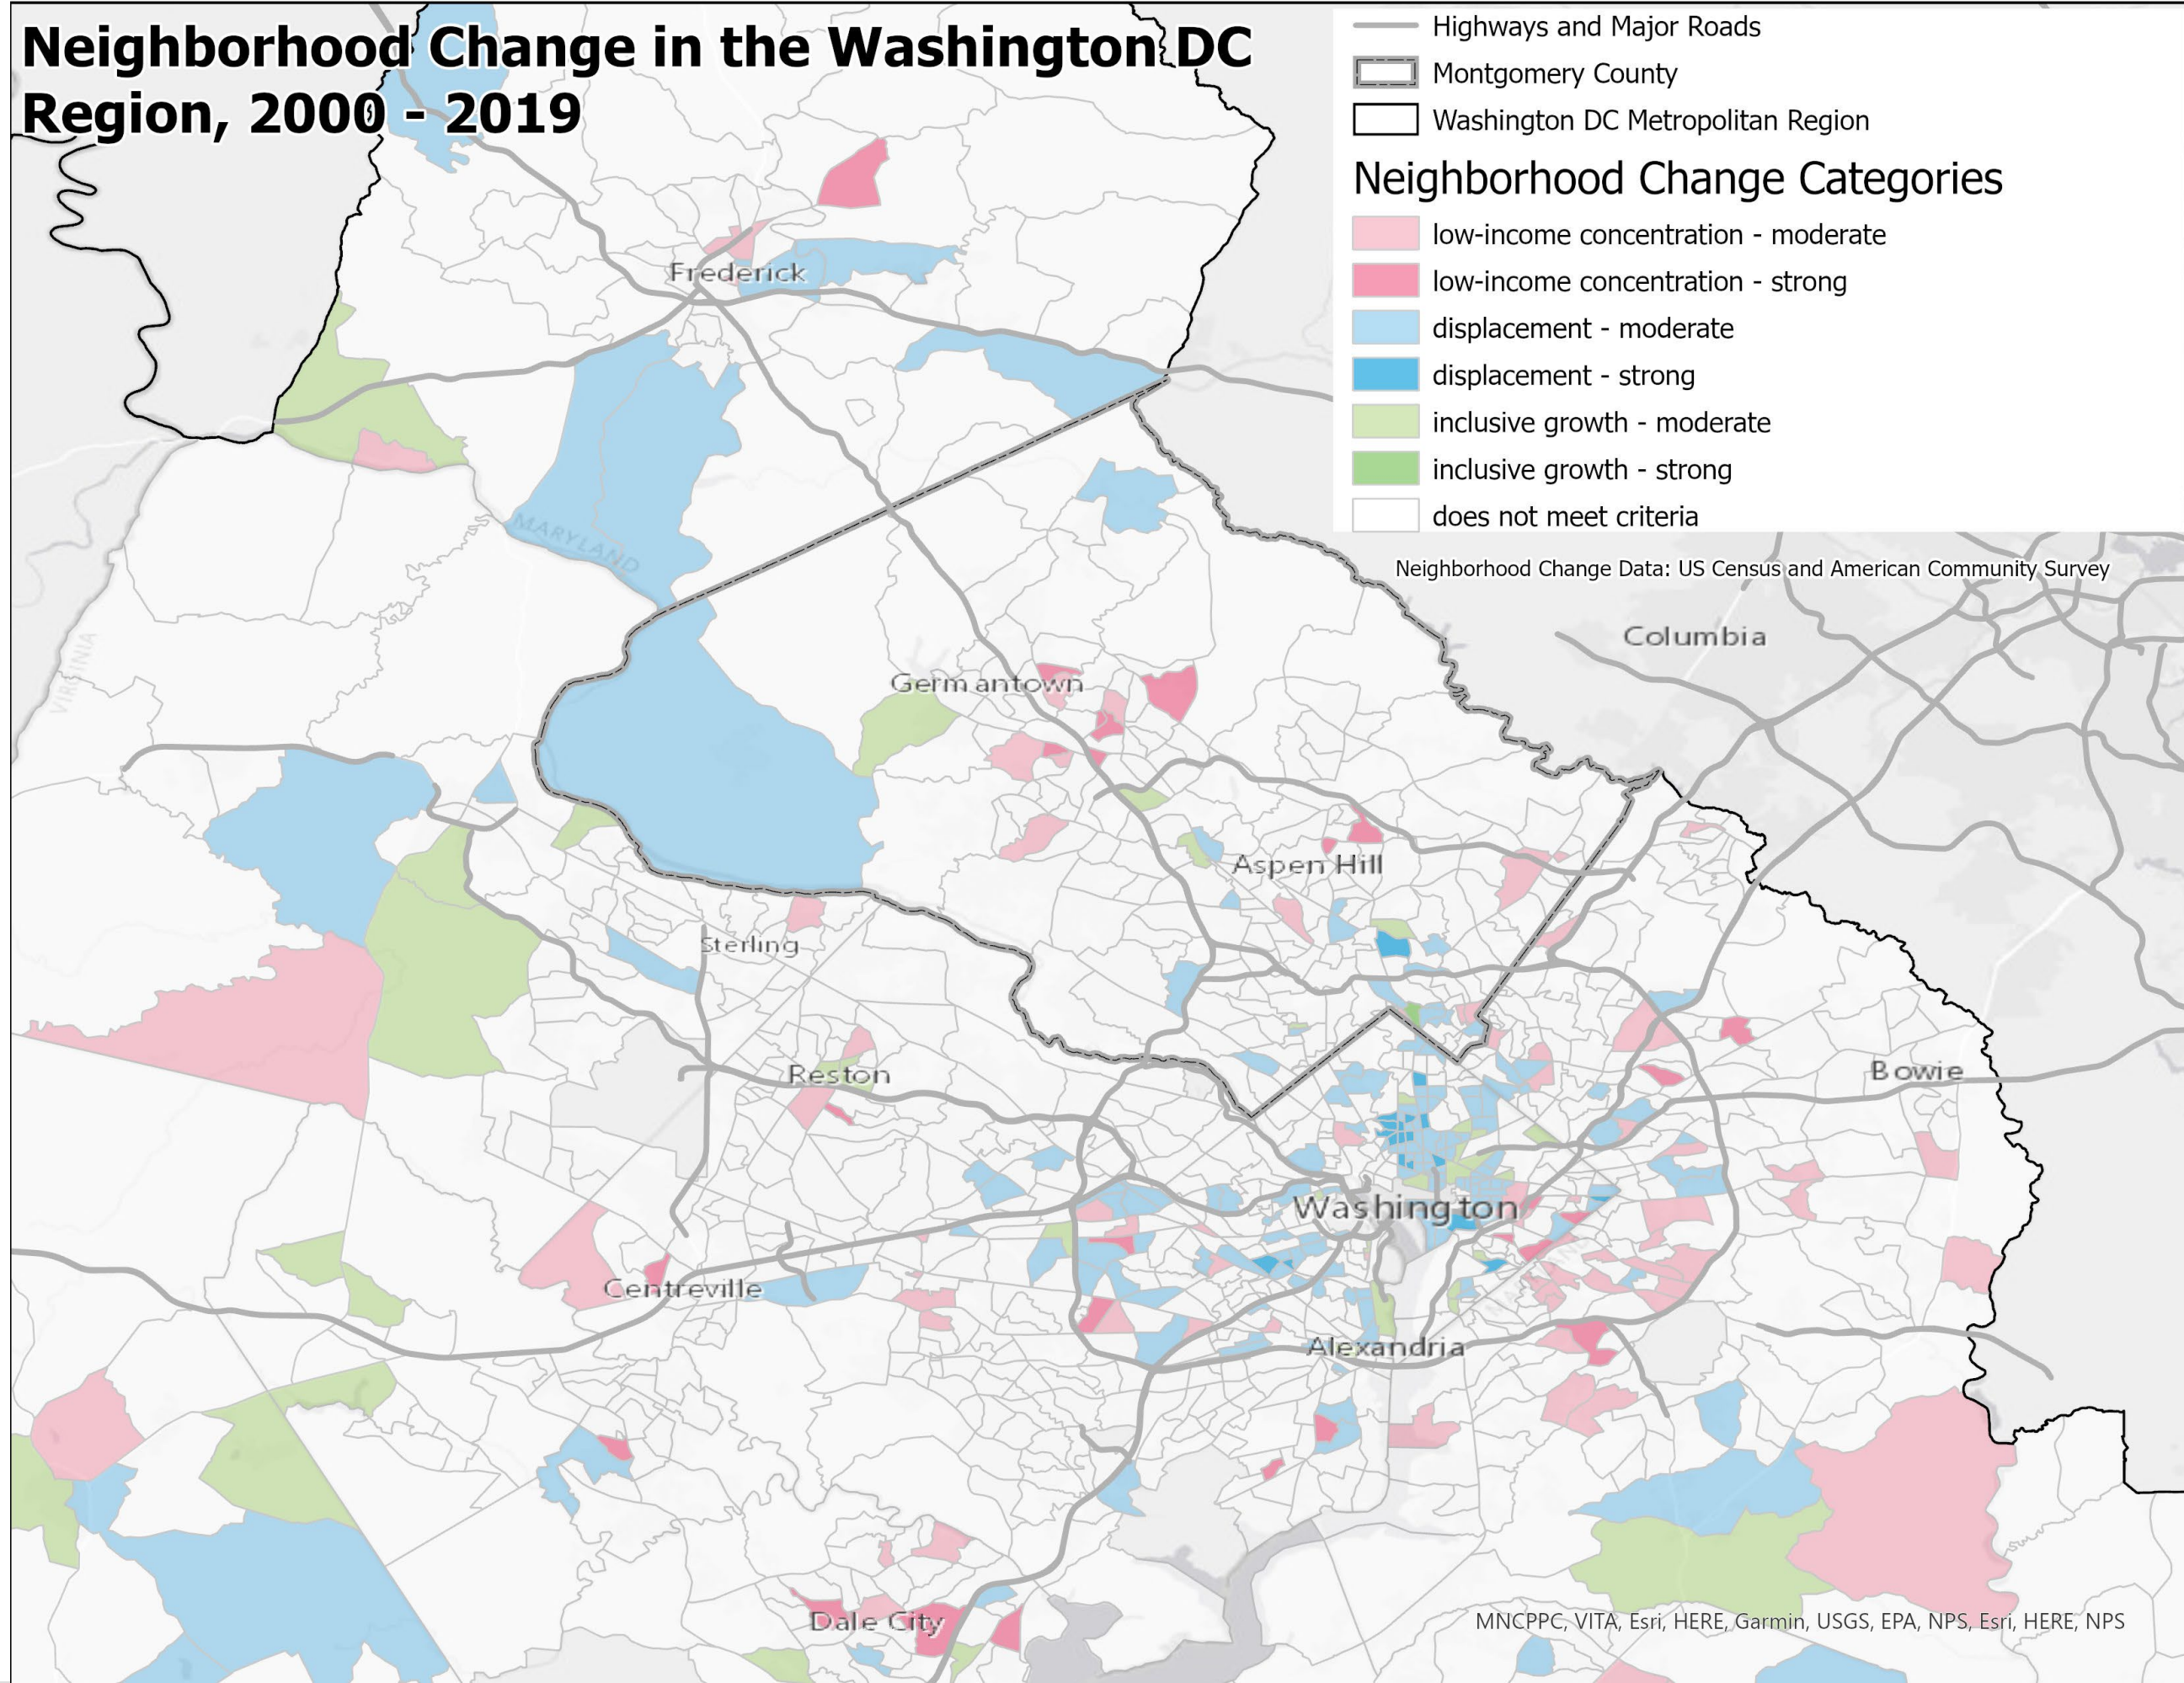 Neighborhood Change in the Washington DC
Region, 2000 - 2019
Highways and Major Roads
Montgomery County
Washington DC Metropolitan Region
Neighborhood Change Categories
low-income concentration - moderate
low-income concentration - strong
displacement - moderate
displacement - strong
inclusive growth - moderate
inclusive growth - strong
does not meet criteria
Neighborhood Change Data: US Census and American Community Survey
Frederick
MARYLAND
VIRGINIA
Columbia
Germantown
Aspen Hill
Sterling
Reston
Bowie
Washington
Centreville
MARYLAND
Alexandria
Dale City
MNCPPC, VITA, Esri, HERE, Garmin, USGS, EPA, NPS, Esri, HERE, NPS